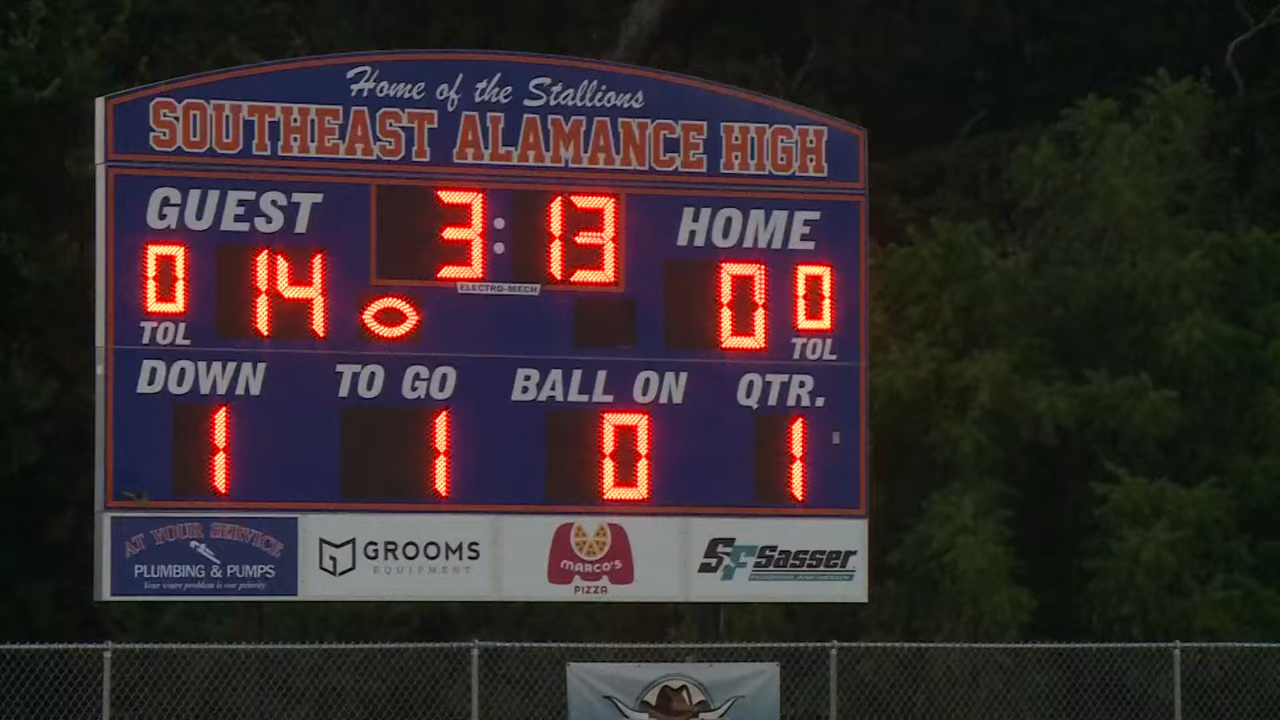 Home of the Stallions
SOUTHEAST ALAMANCE HIGH
GUEST
3:13
HOME
0
14
0
0
ELECTRO-MECH
TOL
TOL
DOWN
TO GO
BALL ON
QTR.
1
1
0
1
AT YOUR SERVICE
PLUMBING & PUMPS
Your water problem is our priority
GROOMS
EQUIPMENT
MARCO'S
PIZZA
SF Sasser